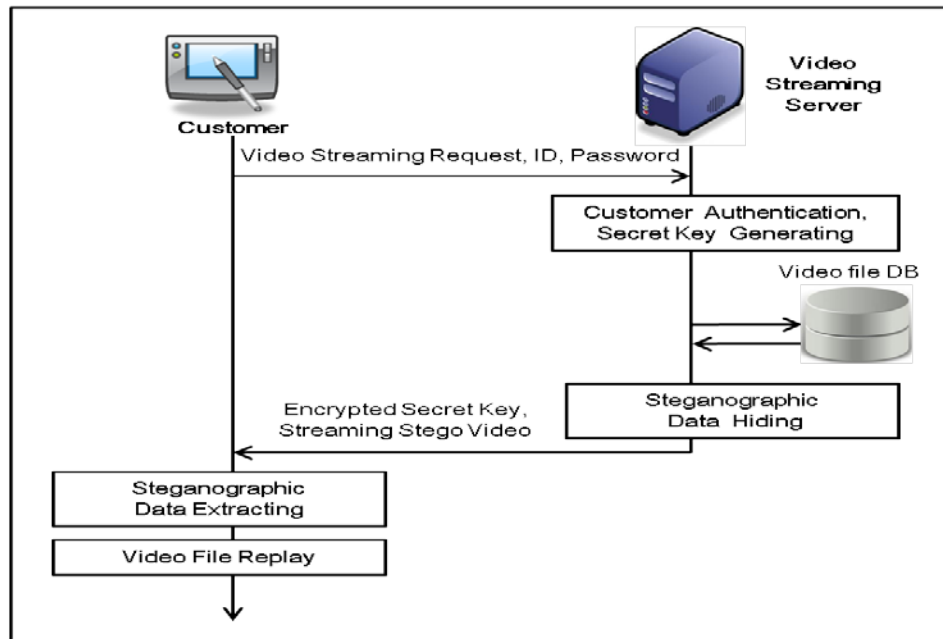 Customer
Video
Streaming
Server
Video Streaming Request, ID, Password
Customer Authentication,
Secret Key Generating
Video file DB
Steganographic
Data Hiding
Encrypted Secret Key,
Streaming Stego Video
Steganographic
Data Extracting
Video File Replay